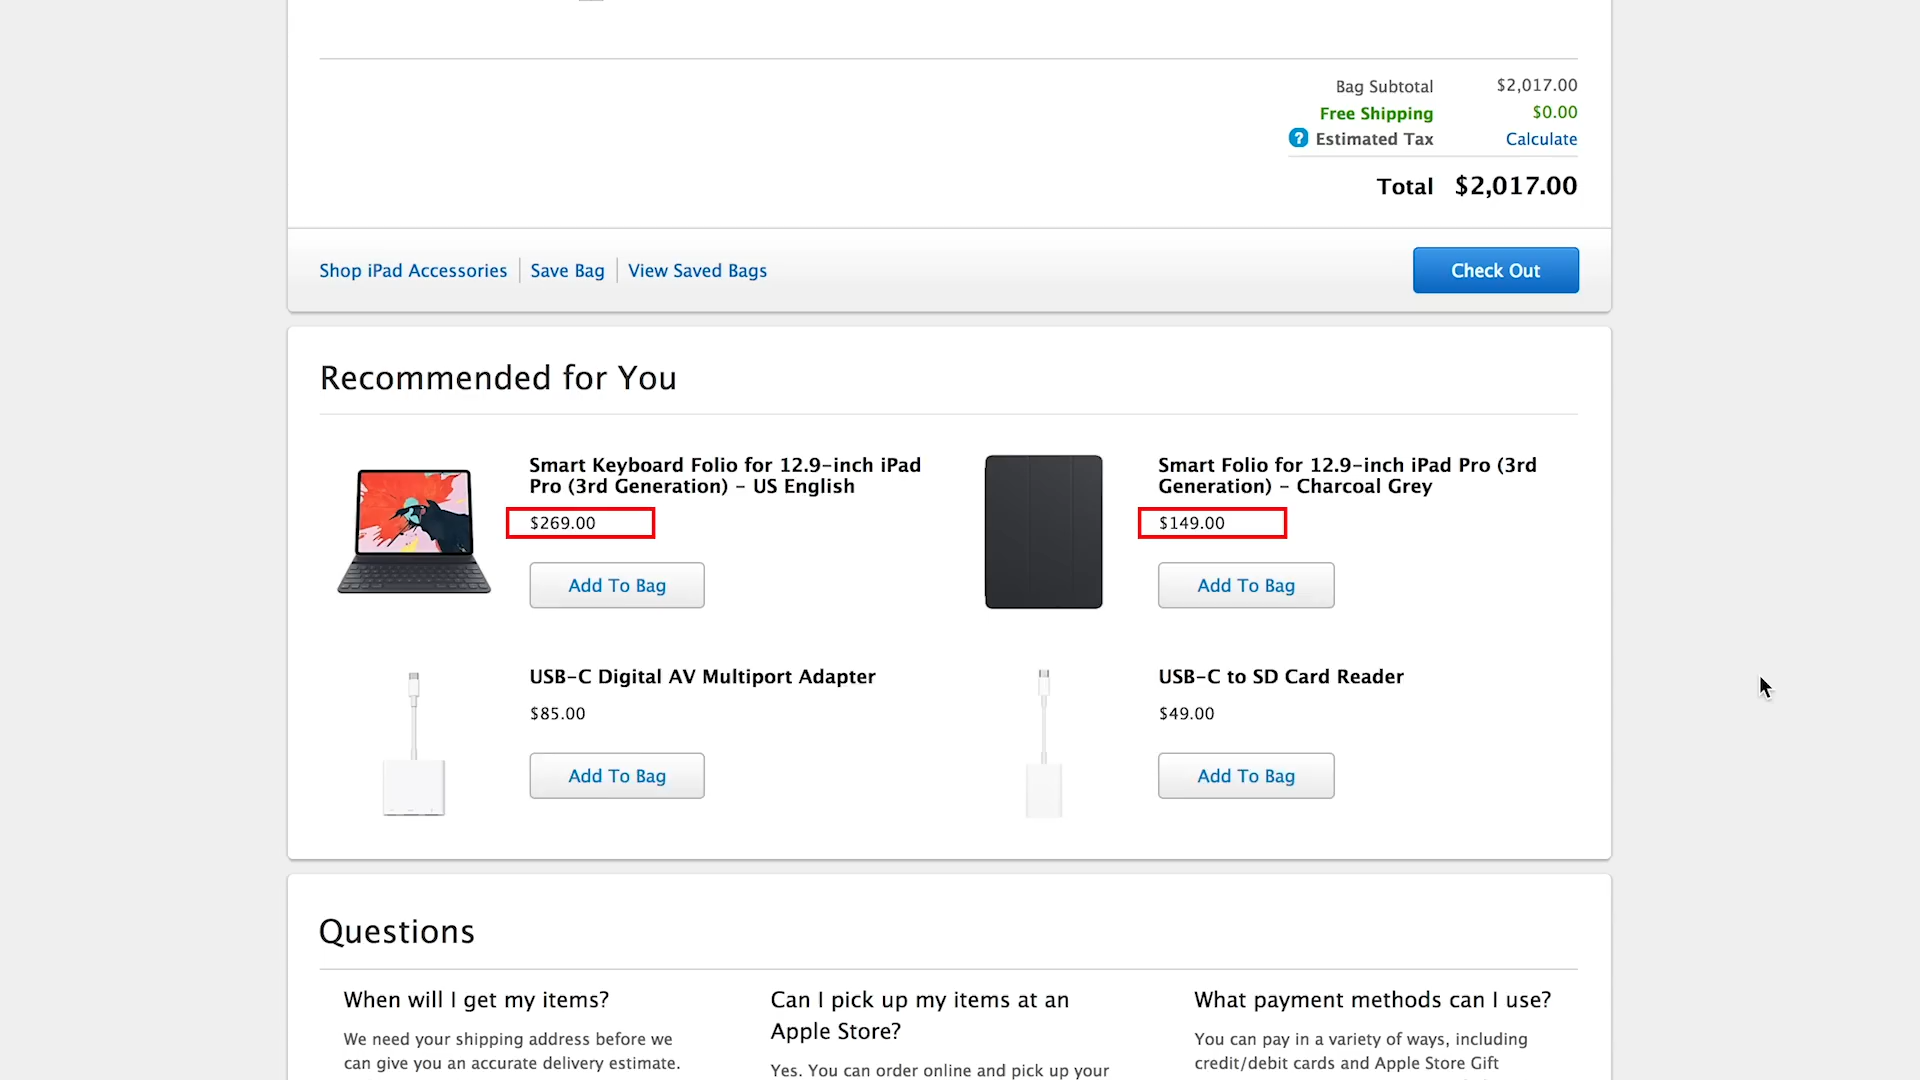 Bag Subtotal $2,017.00
Free Shipping $0.00
? Estimated Tax Calculate
Total $2,017.00
Shop iPad Accessories Save Bag View Saved Bags Check Out
Recommended for You
Smart Keyboard Folio for 12.9-inch iPad
Pro (3rd Generation) - US English
$269.00
Add To Bag
Smart Folio for 12.9-inch iPad Pro (3rd
Generation) - Charcoal Grey
$149.00
Add To Bag
USB-C Digital AV Multiport Adapter
$85.00
Add To Bag
USB-C to SD Card Reader
$49.00
Add To Bag
Questions
When will I get my items?
We need your shipping address before we
can give you an accurate delivery estimate.
Can I pick up my items at an
Apple Store?
Yes. You can order online and pick up your
What payment methods can I use?
You can pay in a variety of ways, including
credit/debit cards and Apple Store Gift